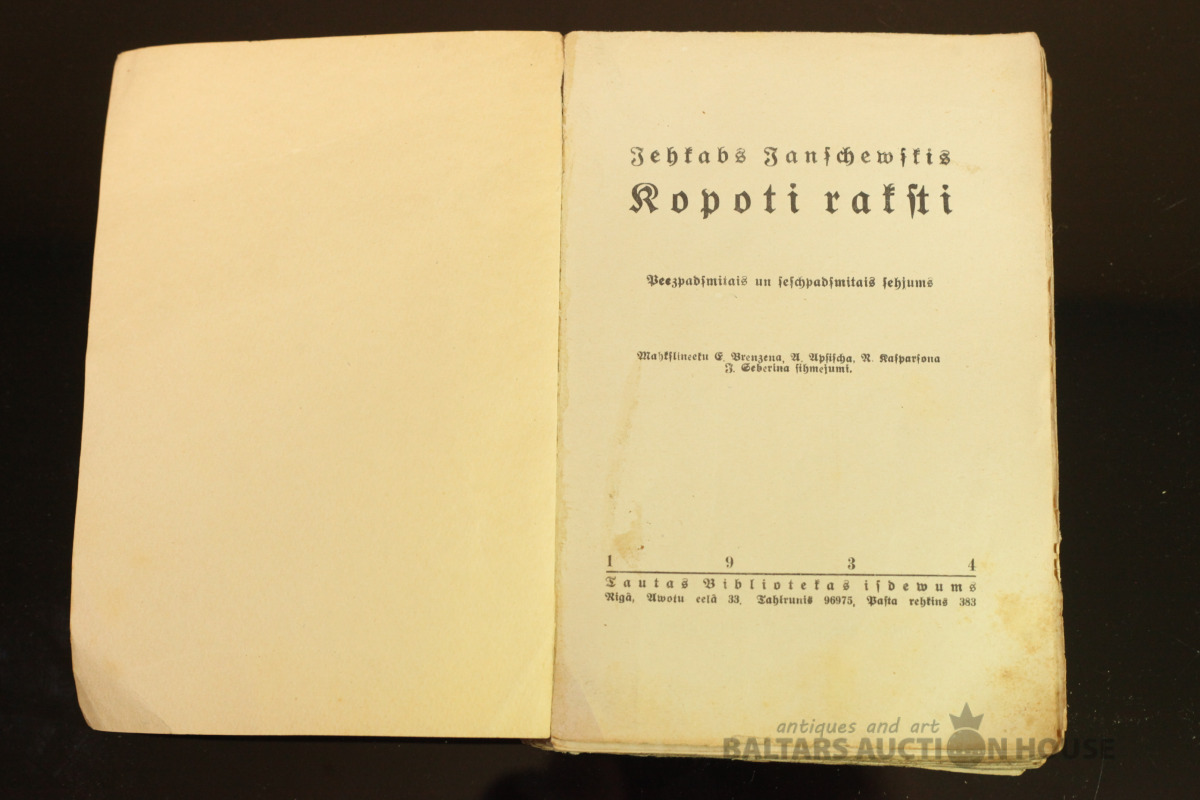 Jehkabs Janſchewſkis
Kopoti rakſti
Peezpadſmitais un ſeſchpadſmitais ſehjums
Mahkſlineeku E. Brenzena, A. Apſiſcha, R. Kaſparſona
J. Seberina ſihmejumi.
1 9 3 4
Tautas Bibliotekas iſdewums
Rigā, Awotu eelā 33, Tahlrunis 96975, Paſta rehkins 383
antiques and art
BALTARS AUCTION HOUSE